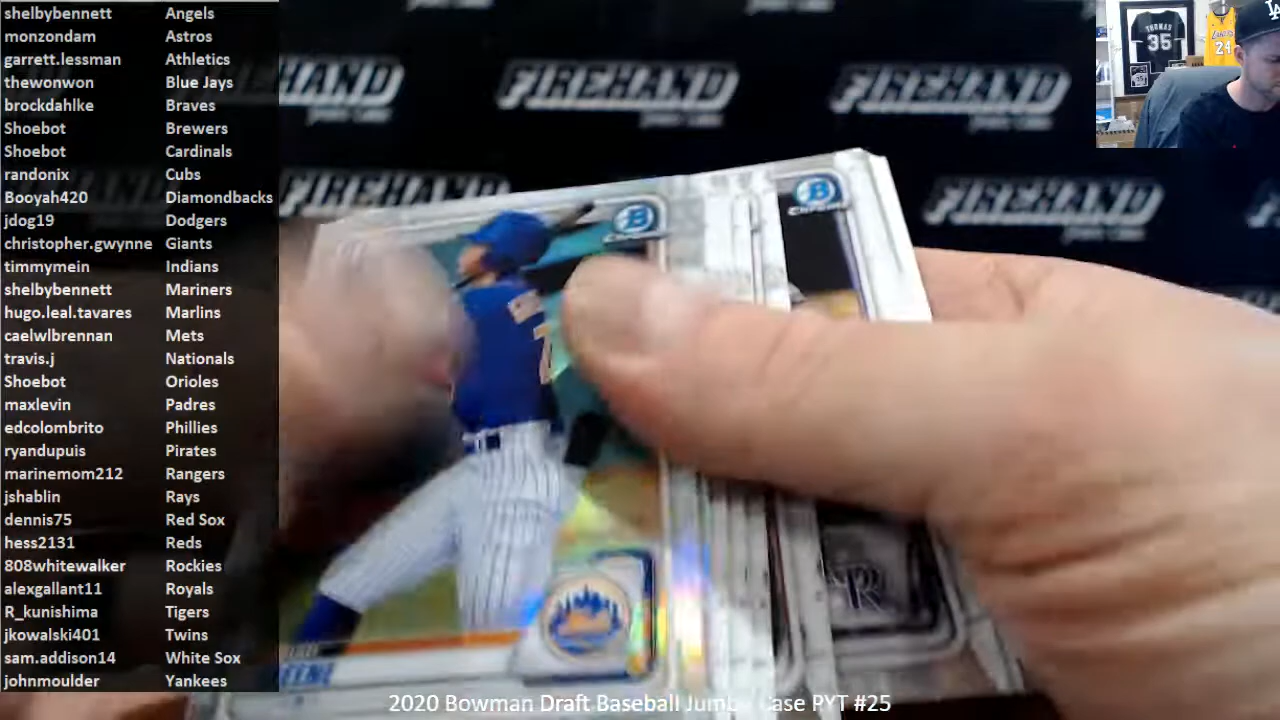 shelbybennett Angels
monzondam Astros
garrett.lessman Athletics
thewonwon Blue Jays
brockdahlke Braves
Shoebot Brewers
Shoebot Cardinals
randonix Cubs
Booyah420 Diamondbacks
jdog19 Dodgers
christopher.gwynne Giants
timmymein Indians
shelbybennett Mariners
hugo.leal.tavares Marlins
caelwlbrennan Mets
travis.j Nationals
Shoebot Orioles
maxlevin Padres
edcolombrito Phillies
ryandupuis Pirates
marinemom212 Rangers
jshablin Rays
dennis75 Red Sox
hess2131 Reds
808whitewalker Rockies
alexgallant11 Royals
R_kunishima Tigers
jkowalski401 Twins
sam.addison14 White Sox
johnmoulder Yankees
FIREHAND
FIREHAND
FIREHAND
FIREHAND
FIREHAND
THOMAS
35
Lakers
24
LA
B
B
CR
2020 Bowman Draft Baseball Jumbo Case PYT #25